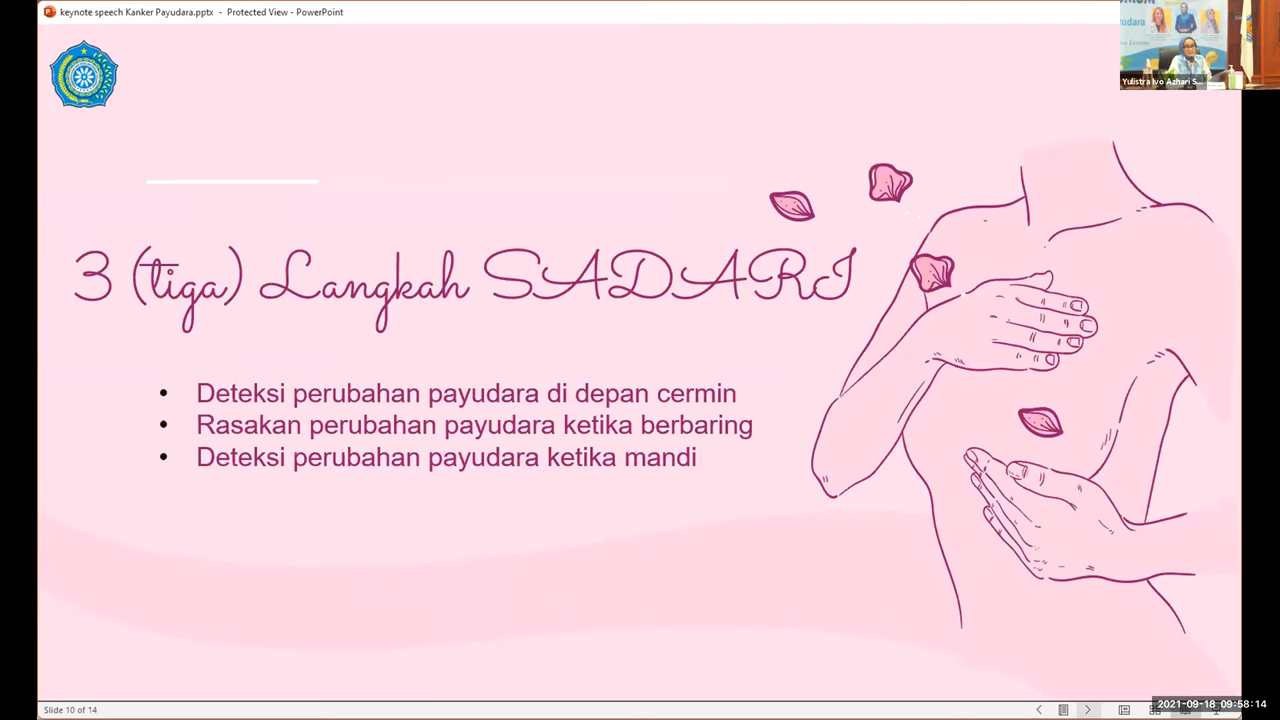 keynote speech Kanker Payudara.pptx - Protected View - PowerPoint
udara
Yulistra Ivo Azhari S...
3 (tiga) Langkah SADARI
• Deteksi perubahan payudara di depan cermin
• Rasakan perubahan payudara ketika berbaring
• Deteksi perubahan payudara ketika mandi
Slide 10 of 14
2021-09-18 09:58:14